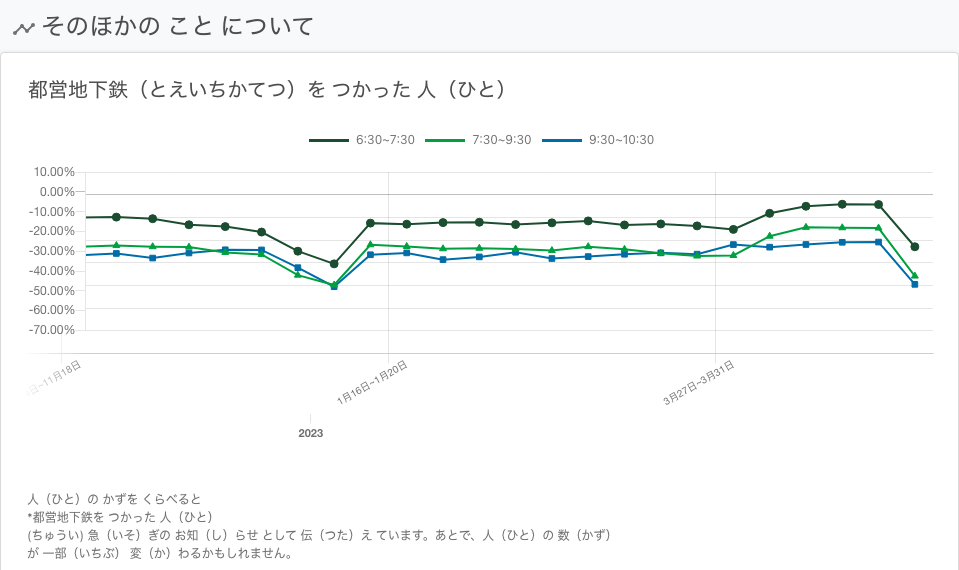 そのほかの こと について
都営地下鉄（とえいちかてつ）を つかった 人（ひと）
6:30~7:30 7:30~9:30 9:30~10:30
10.00%
0.00%
-10.00%
-20.00%
-30.00%
-40.00%
-50.00%
-60.00%
-70.00%
日~11月18日 1月16日~1月20日 3月27日~3月31日
2023
人（ひと）の かずを くらべると
*都営地下鉄を つかった 人（ひと）
(ちゅうい) 急（いそ）ぎの お知（し）らせ として 伝（つた）え ています。あとで、人（ひと）の 数（かず）
が 一部（いちぶ） 変（か）わるかもしれません。